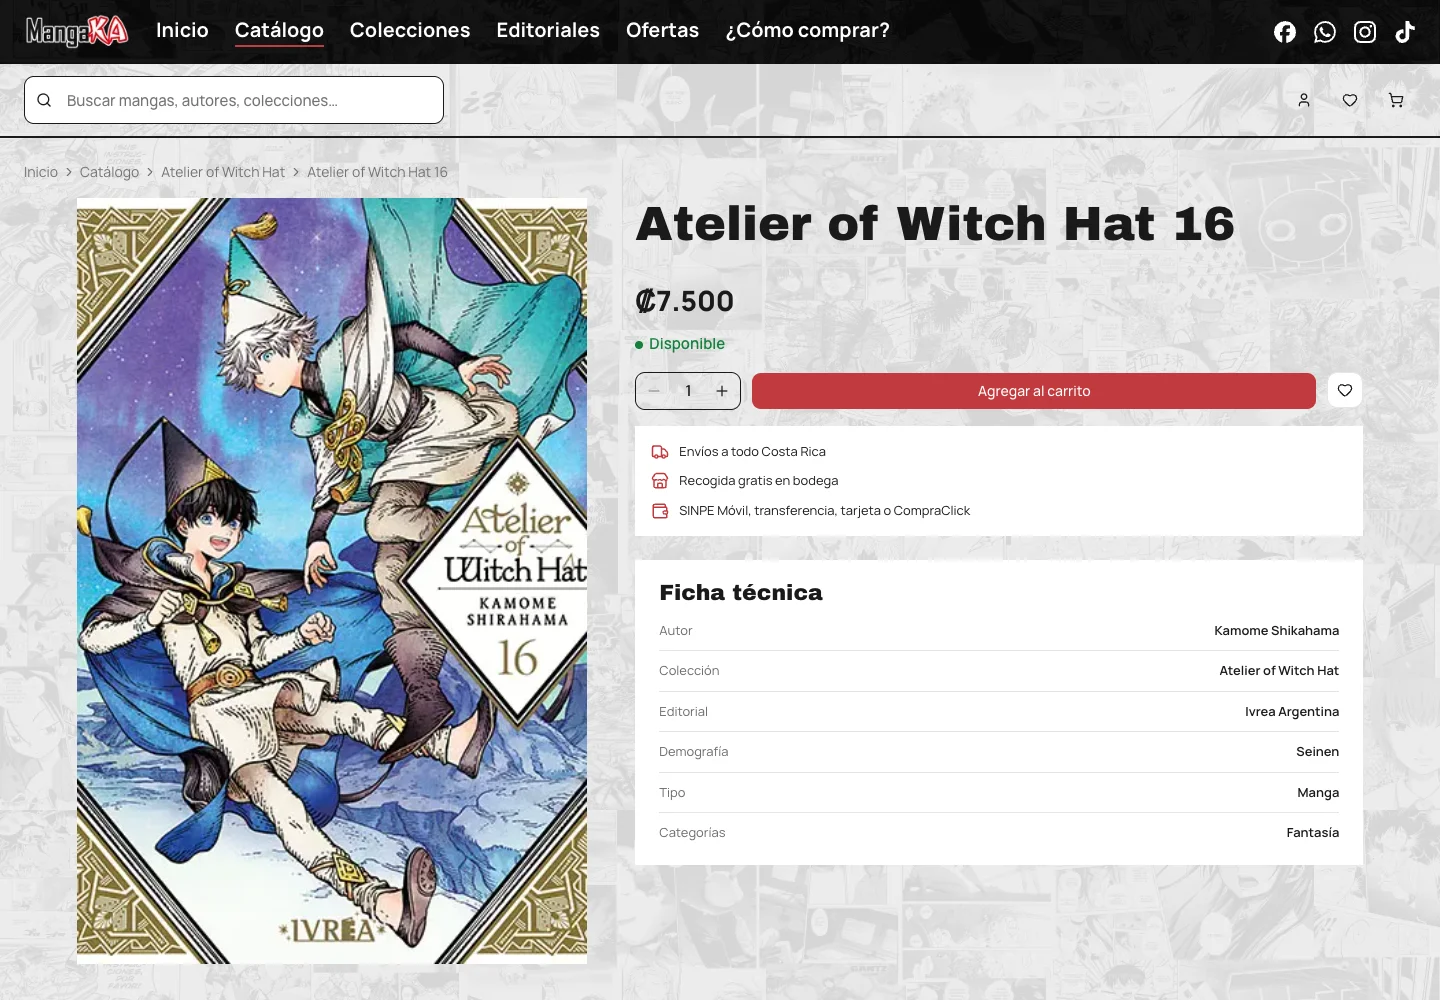 MangaKA
Inicio
Catálogo
Colecciones
Editoriales
Ofertas
¿Cómo comprar?
Buscar mangas, autores, colecciones...
Inicio > Catálogo > Atelier of Witch Hat > Atelier of Witch Hat 16
Atelier
of
Witch Hat
KAMOME
SHIRAHAMA
16
IVREA
Atelier of Witch Hat 16
₡7.500
Disponible
1
Agregar al carrito
Envíos a todo Costa Rica
Recogida gratis en bodega
SINPE Móvil, transferencia, tarjeta o CompraClick
Ficha técnica
Autor Kamome Shikahama
Colección Atelier of Witch Hat
Editorial Ivrea Argentina
Demografía Seinen
Tipo Manga
Categorías Fantasía